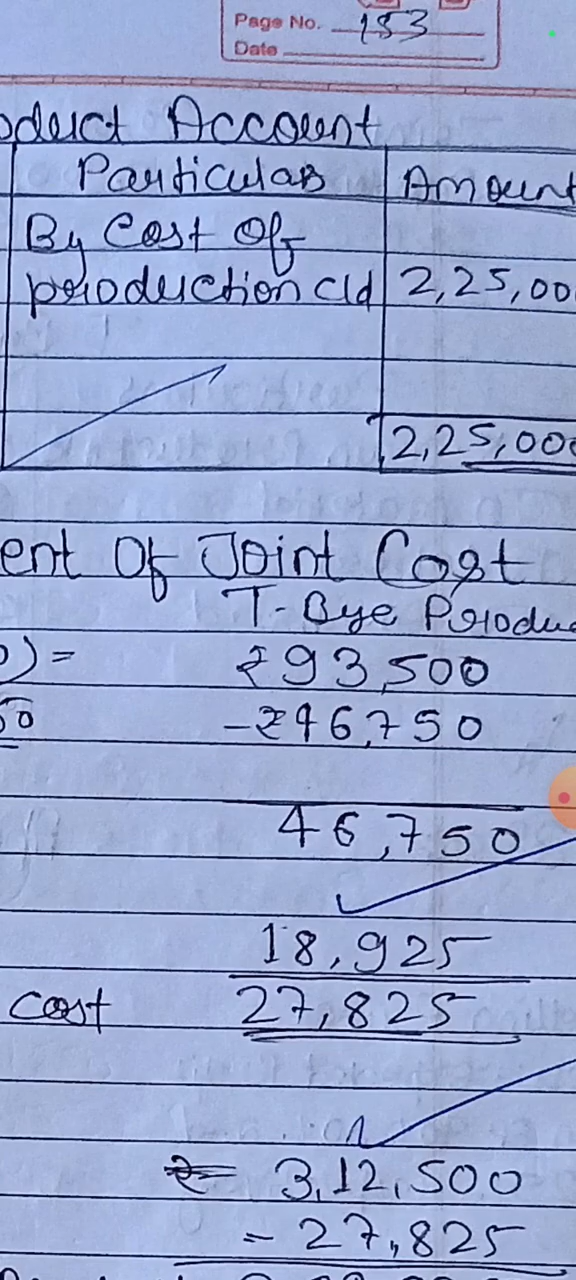 Page No. 153
Date
oduct Account
Particulars Amount
By Cost Of
production c/d 2,25,00
2,25,000
ent Of Joint Cost
T-Bye Produ
) = ₹93,500
50 -₹46,750
46,750
18,925
cost 27,825
3,12,500
- 27,825